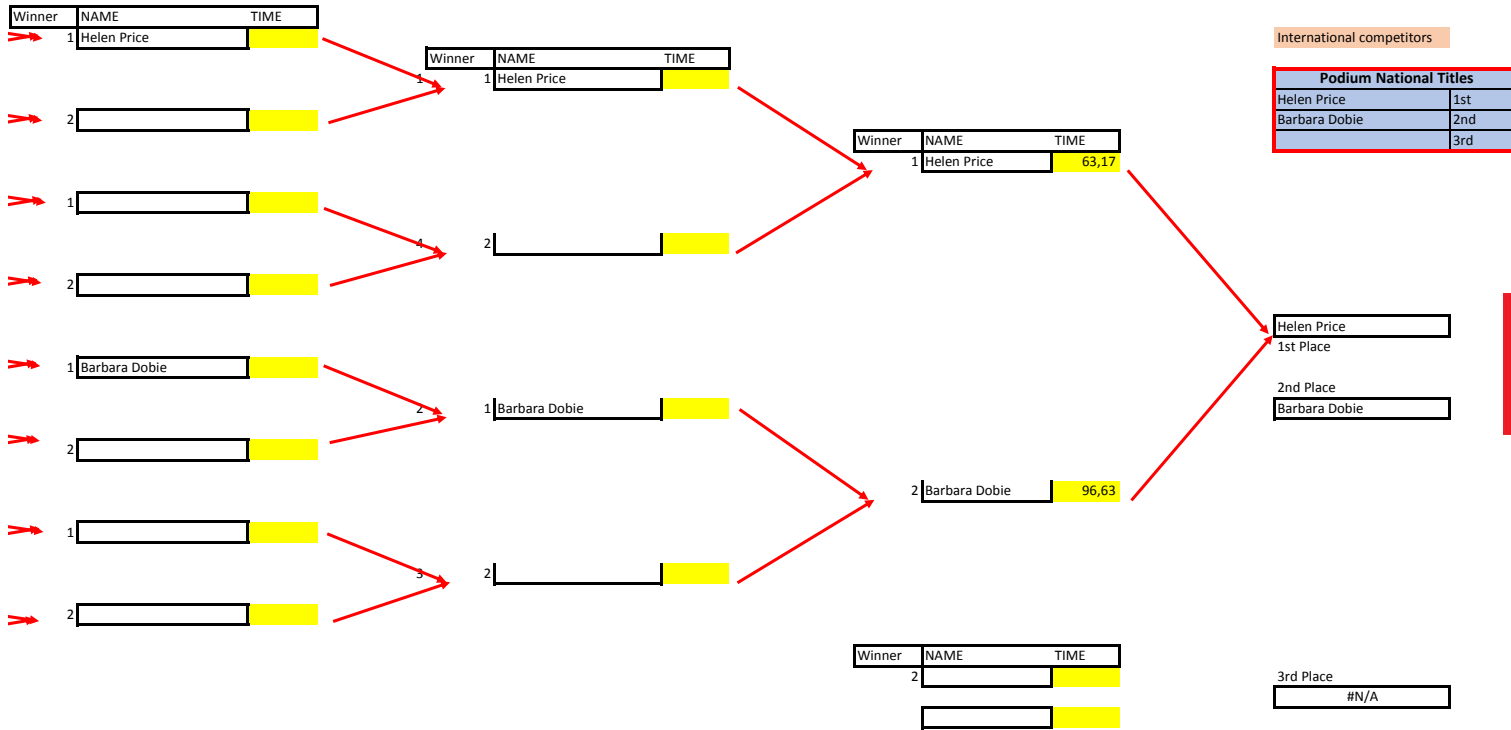 Winner NAME TIME
1 Helen Price
2
1
2
1 Barbara Dobie
2
1
2
Winner NAME TIME
1 1 Helen Price
4 2
2 1 Barbara Dobie
3 2
Winner NAME TIME
1 Helen Price 63,17
2 Barbara Dobie 96,63
Winner NAME TIME
2
International competitors
Podium National Titles
Helen Price 1st
Barbara Dobie 2nd
3rd
Helen Price
1st Place
2nd Place
Barbara Dobie
3rd Place
#N/A